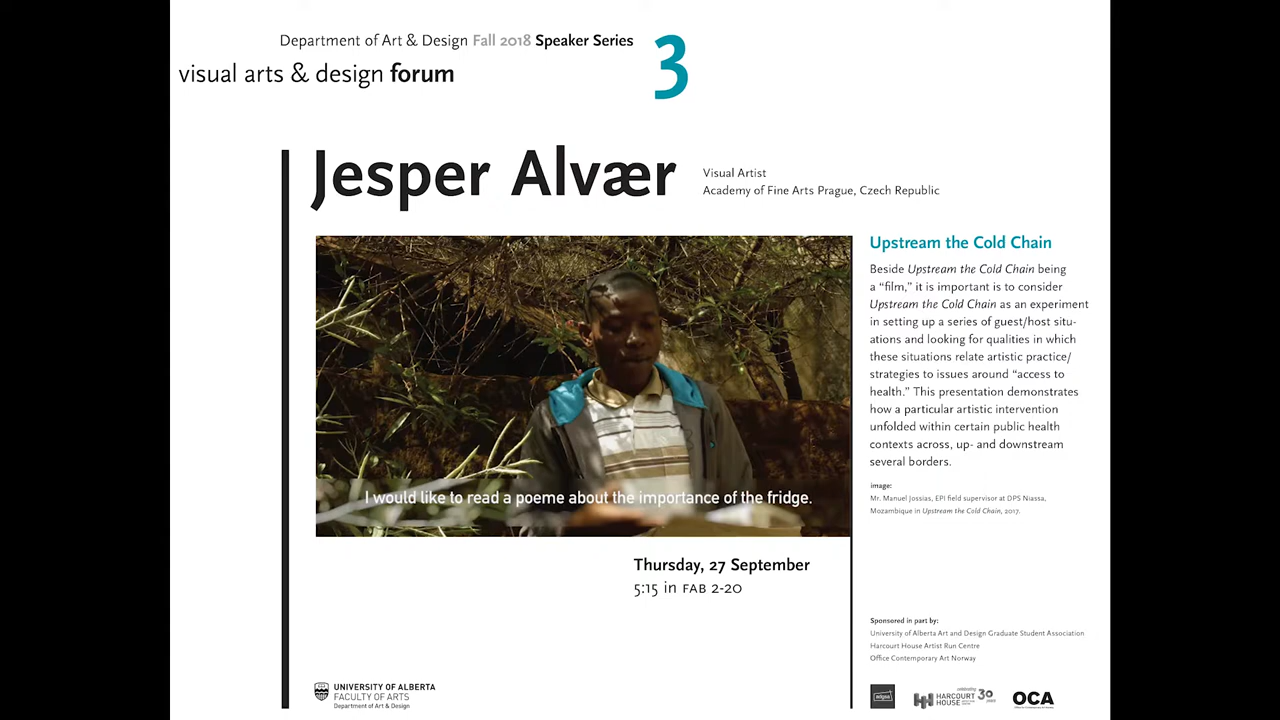 Department of Art & Design Fall 2018 Speaker Series
3
visual arts & design forum
Jesper Alvær
Visual Artist
Academy of Fine Arts Prague, Czech Republic
I would like to read a poeme about the importance of the fridge.
Upstream the Cold Chain
Beside Upstream the Cold Chain being
a “film,” it is important is to consider
Upstream the Cold Chain as an experiment
in setting up a series of guest/host situ-
ations and looking for qualities in which
these situations relate artistic practice/
strategies to issues around “access to
health.” This presentation demonstrates
how a particular artistic intervention
unfolded within certain public health
contexts across, up- and downstream
several borders.
image:
Mr. Manuel Jossias, EPI field supervisor at DPS Niassa,
Mozambique in Upstream the Cold Chain, 2017.
Thursday, 27 September
5:15 in FAB 2-20
Sponsored in part by:
University of Alberta Art and Design Graduate Student Association
Harcourt House Artist Run Centre
Office Contemporary Art Norway
UNIVERSITY OF ALBERTA
FACULTY OF ARTS
Department of Art & Design
celebrating
HARCOURT
HOUSE
30
years
OCA